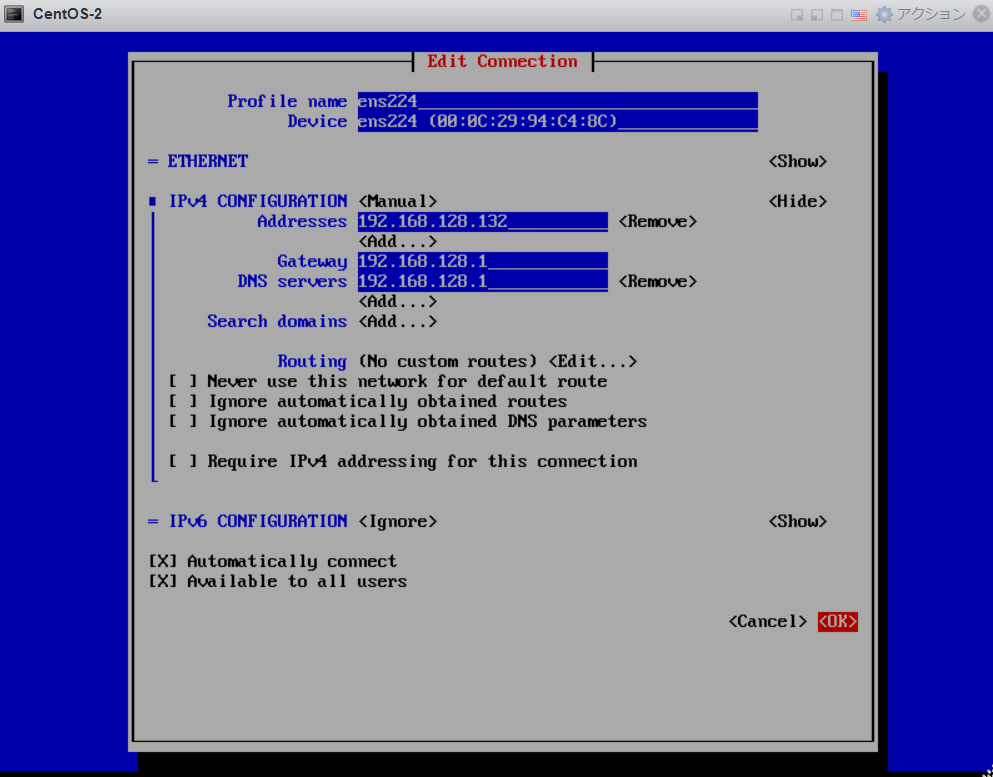 CentOS-2 アクション
Edit Connection
Profile name ens224
Device ens224 (00:0C:29:94:C4:8C)
= ETHERNET <Show>
IPv4 CONFIGURATION <Manual> <Hide>
Addresses 192.168.128.132 <Remove>
<Add...>
Gateway 192.168.128.1
DNS servers 192.168.128.1 <Remove>
<Add...>
Search domains <Add...>
Routing (No custom routes) <Edit...>
[ ] Never use this network for default route
[ ] Ignore automatically obtained routes
[ ] Ignore automatically obtained DNS parameters
[ ] Require IPv4 addressing for this connection
= IPv6 CONFIGURATION <Ignore> <Show>
[X] Automatically connect
[X] Available to all users
<Cancel> <OK>